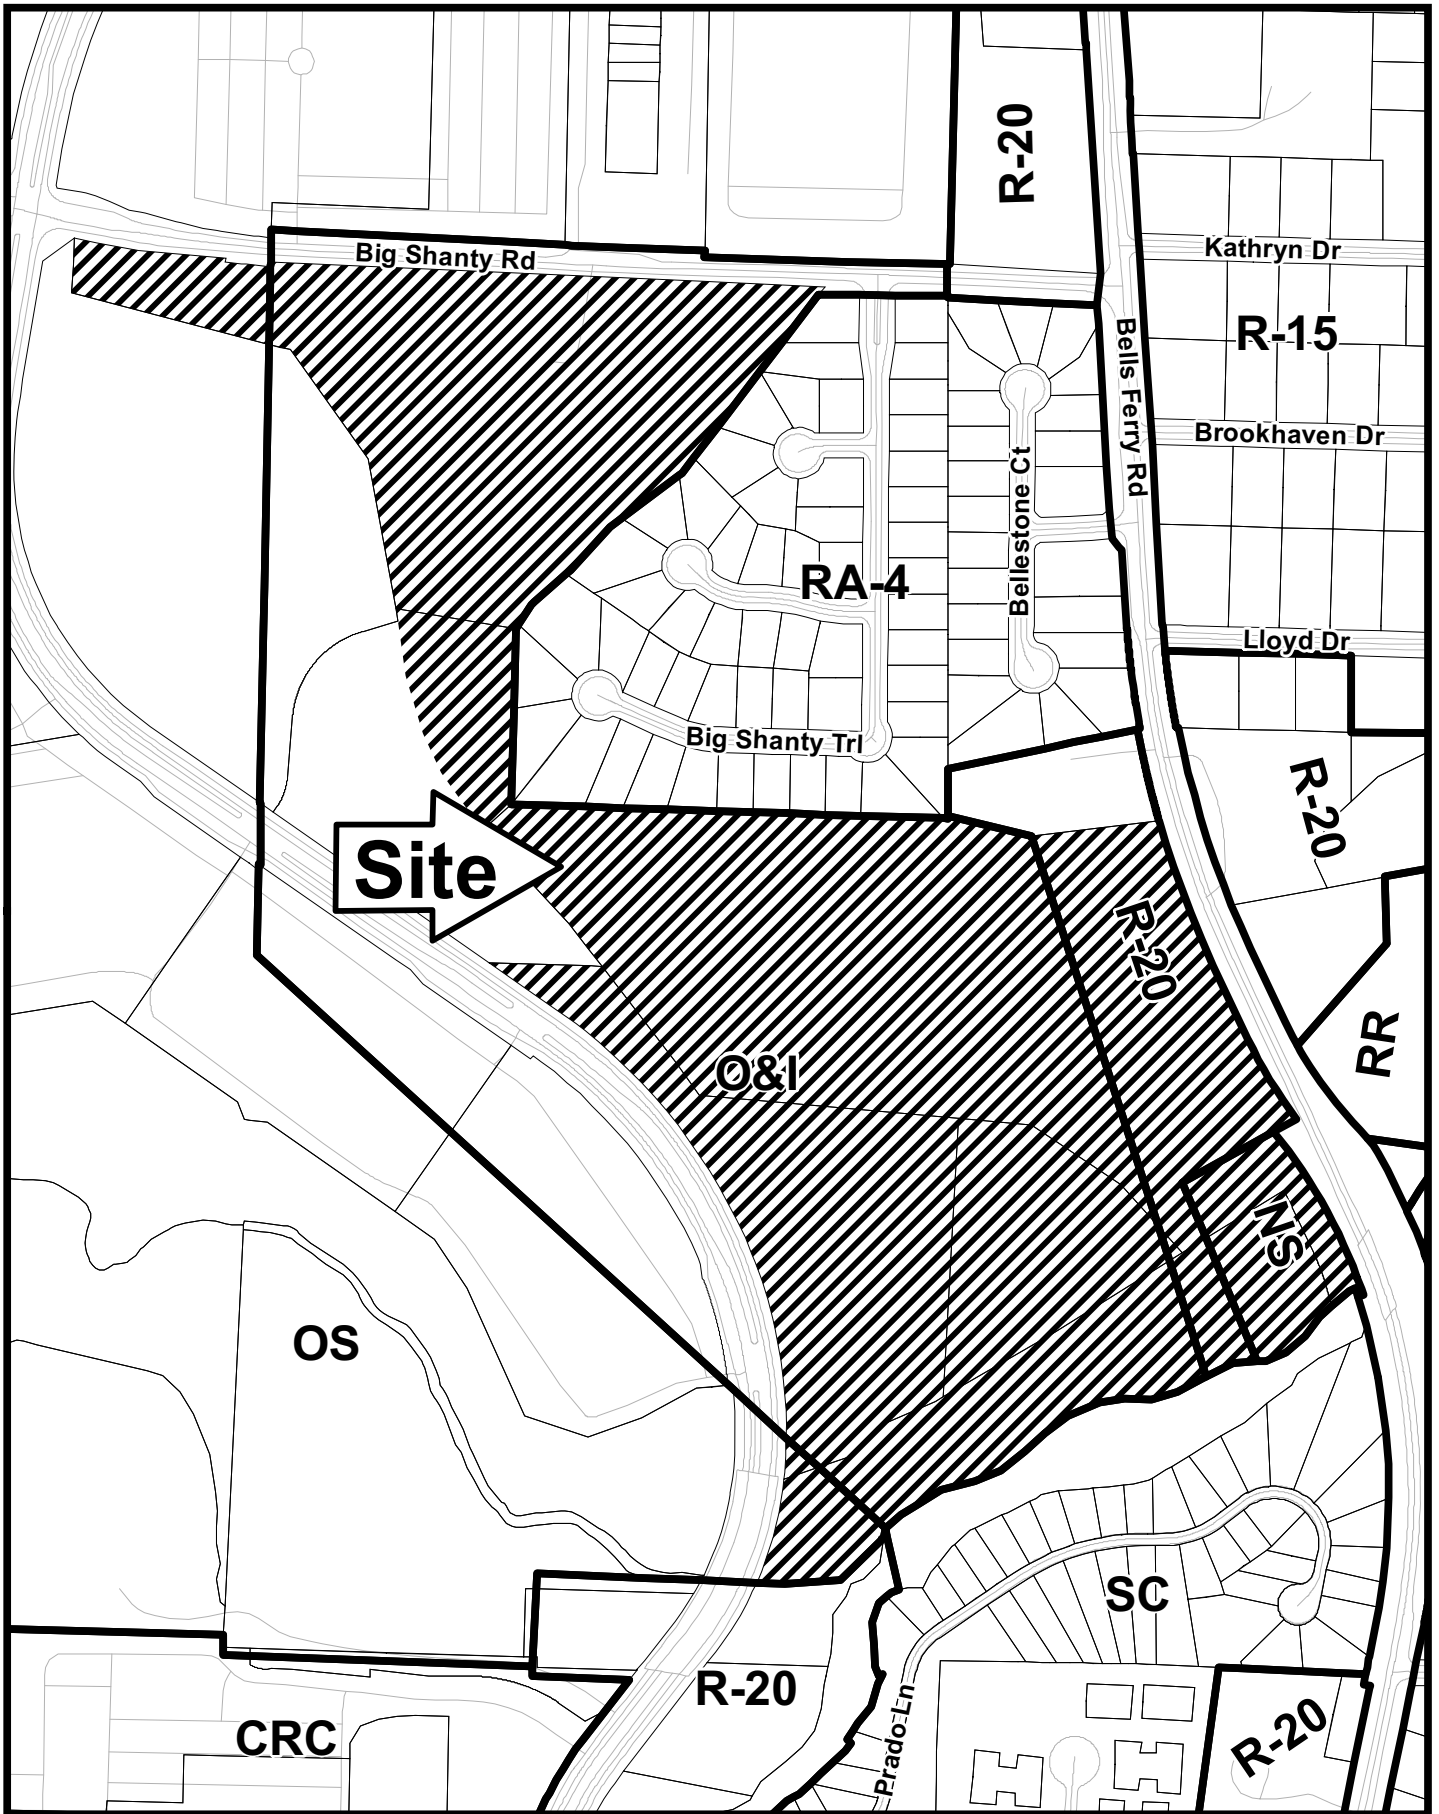 R-20
Big Shanty Rd
Kathryn Dr
R-15
Bells Ferry Rd
Brookhaven Dr
Bellestone Ct
RA-4
Lloyd Dr
Big Shanty Trl
R-20
Site
R-20
RR
O&I
NS
OS
SC
R-20
Prado Ln
R-20
CRC